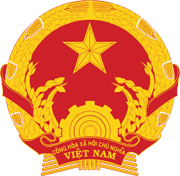 CỘNG HÒA XÃ HỘI CHỦ NGHĨA
VIỆT NAM